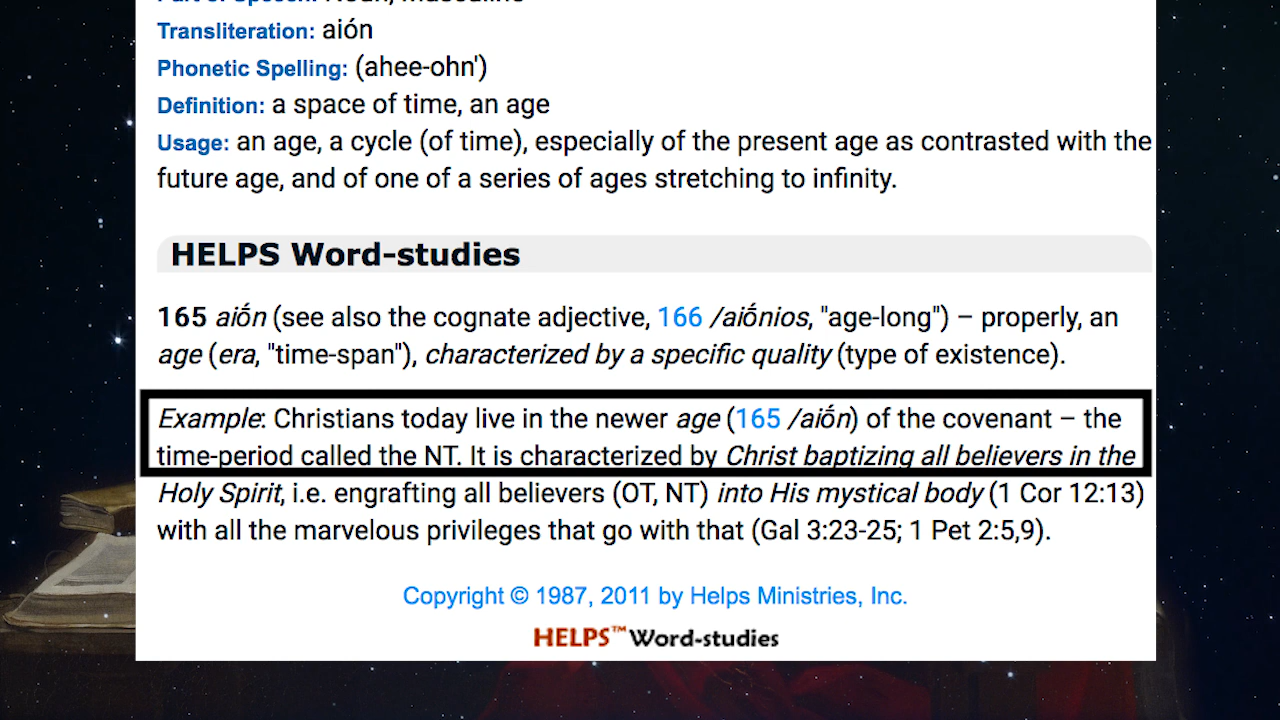 Part of Speech: Noun, Masculine
Transliteration: aión
Phonetic Spelling: (ahee-ohn')
Definition: a space of time, an age
Usage: an age, a cycle (of time), especially of the present age as contrasted with the
future age, and of one of a series of ages stretching to infinity.
HELPS Word-studies
165 aiṓn (see also the cognate adjective, 166 /aiṓnios, "age-long") – properly, an
age (era, "time-span"), characterized by a specific quality (type of existence).
Example: Christians today live in the newer age (165 /aiṓn) of the covenant – the
time-period called the NT. It is characterized by Christ baptizing all believers in the
Holy Spirit, i.e. engrafting all believers (OT, NT) into His mystical body (1 Cor 12:13)
with all the marvelous privileges that go with that (Gal 3:23-25; 1 Pet 2:5,9).
Copyright © 1987, 2011 by Helps Ministries, Inc.
HELPS™ Word-studies